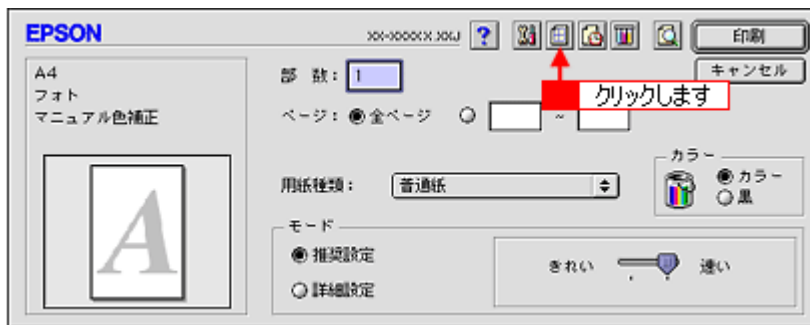 EPSON
XX-XXXXX X.XXJ
?
印刷
A4
フォト
マニュアル色補正
部 数: 1
キャンセル
クリックします
ページ: 全ページ ~
用紙種類: 普通紙
カラー
カラー
黒
モード
推奨設定
詳細設定
きれい 速い
A